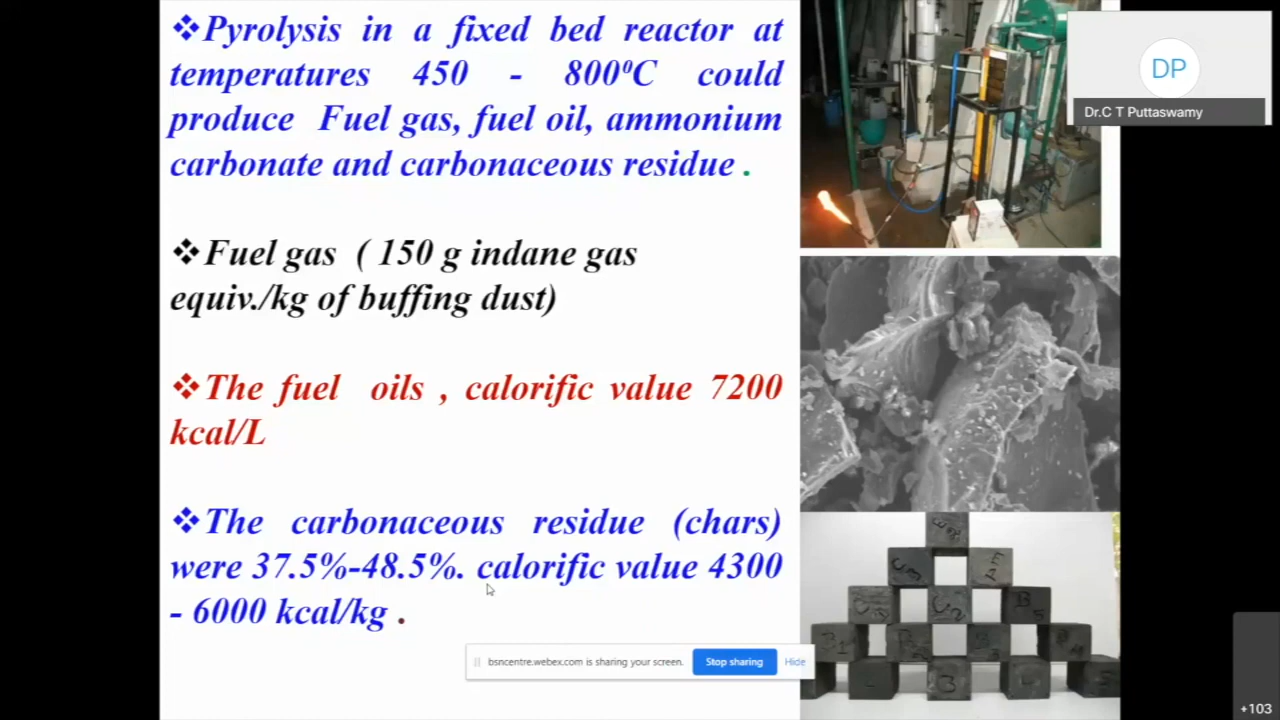 ❖Pyrolysis in a fixed bed reactor at
temperatures 450 - 800⁰C could
produce Fuel gas, fuel oil, ammonium
carbonate and carbonaceous residue .
❖Fuel gas ( 150 g indane gas
equiv./kg of buffing dust)
❖The fuel oils , calorific value 7200
kcal/L
❖The carbonaceous residue (chars)
were 37.5%-48.5%. calorific value 4300
- 6000 kcal/kg .
DP
Dr.C T Puttaswamy
bsncentre.webex.com is sharing your screen. Stop sharing Hide
+103